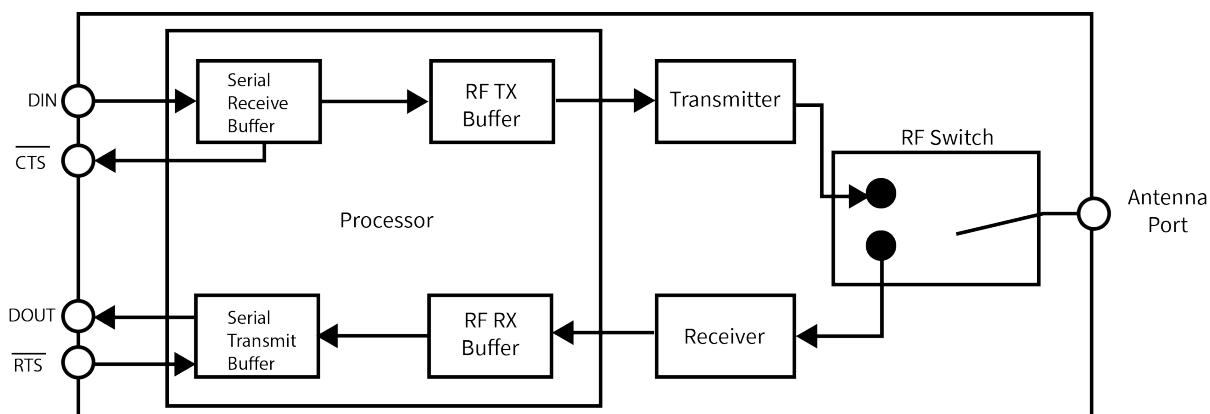 DIN
Serial
Receive
Buffer
RF TX
Buffer
Transmitter
RF Switch
CTS
Antenna
Port
Processor
DOUT
Serial
Transmit
Buffer
RF RX
Buffer
Receiver
RTS